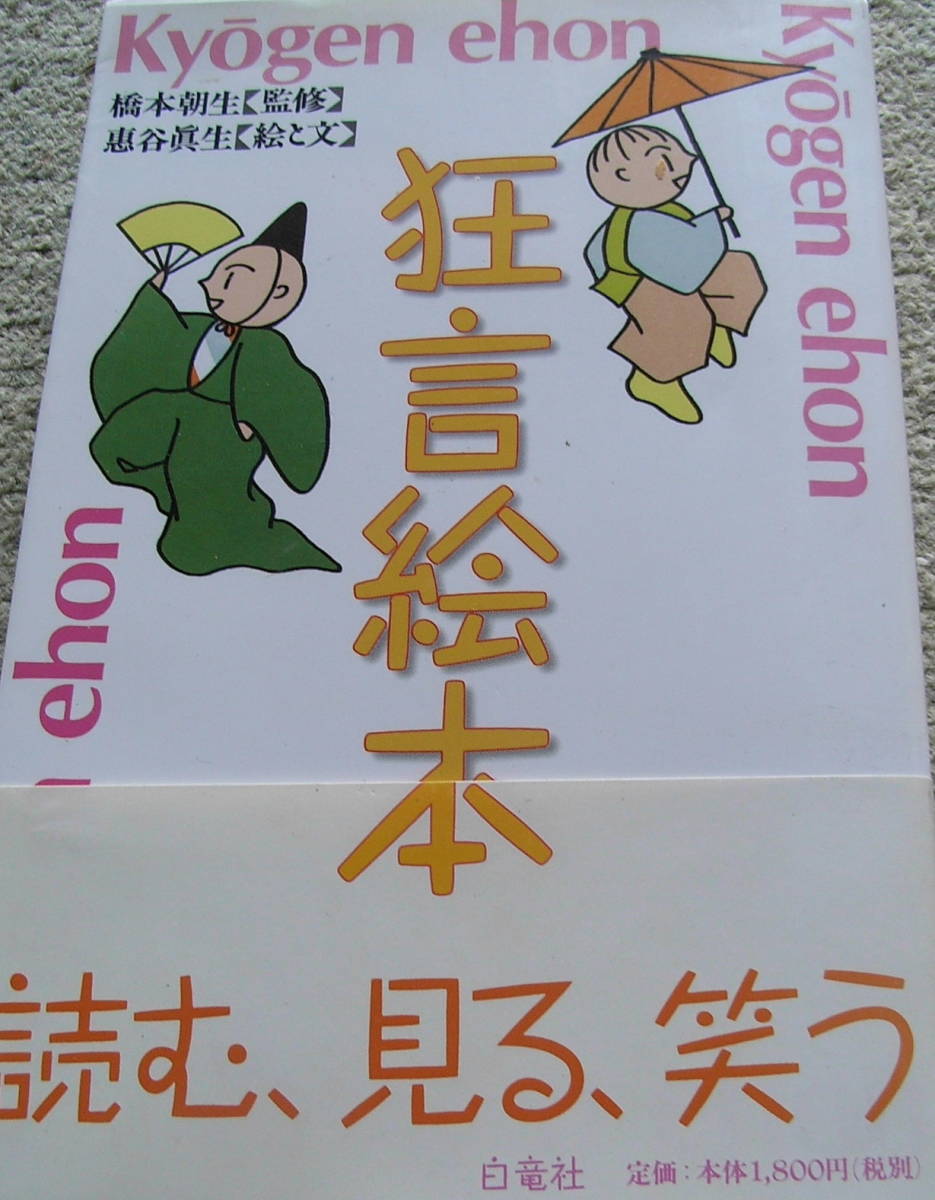 Kyōgen ehon
橋本朝生【監修】
惠谷眞生【絵と文】
狂言絵本
Kyōgen ehon
ehon
読む、見る、笑う
白竜社
定価：本体1,800円（税別）